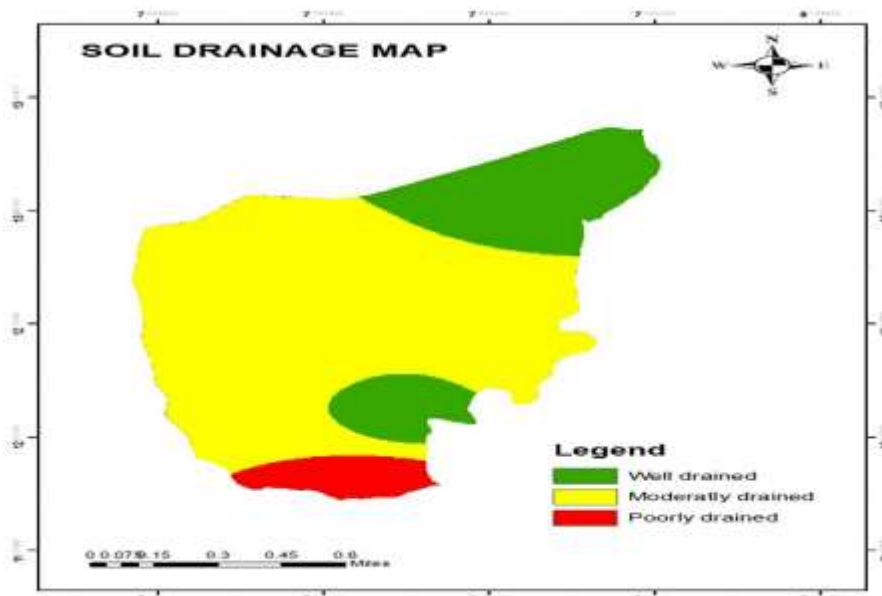 SOIL DRAINAGE MAP
N
W E
S
Legend
Well drained
Moderatly drained
Poorly drained
0 0.075 0.15 0.3 0.45 0.6
Miles